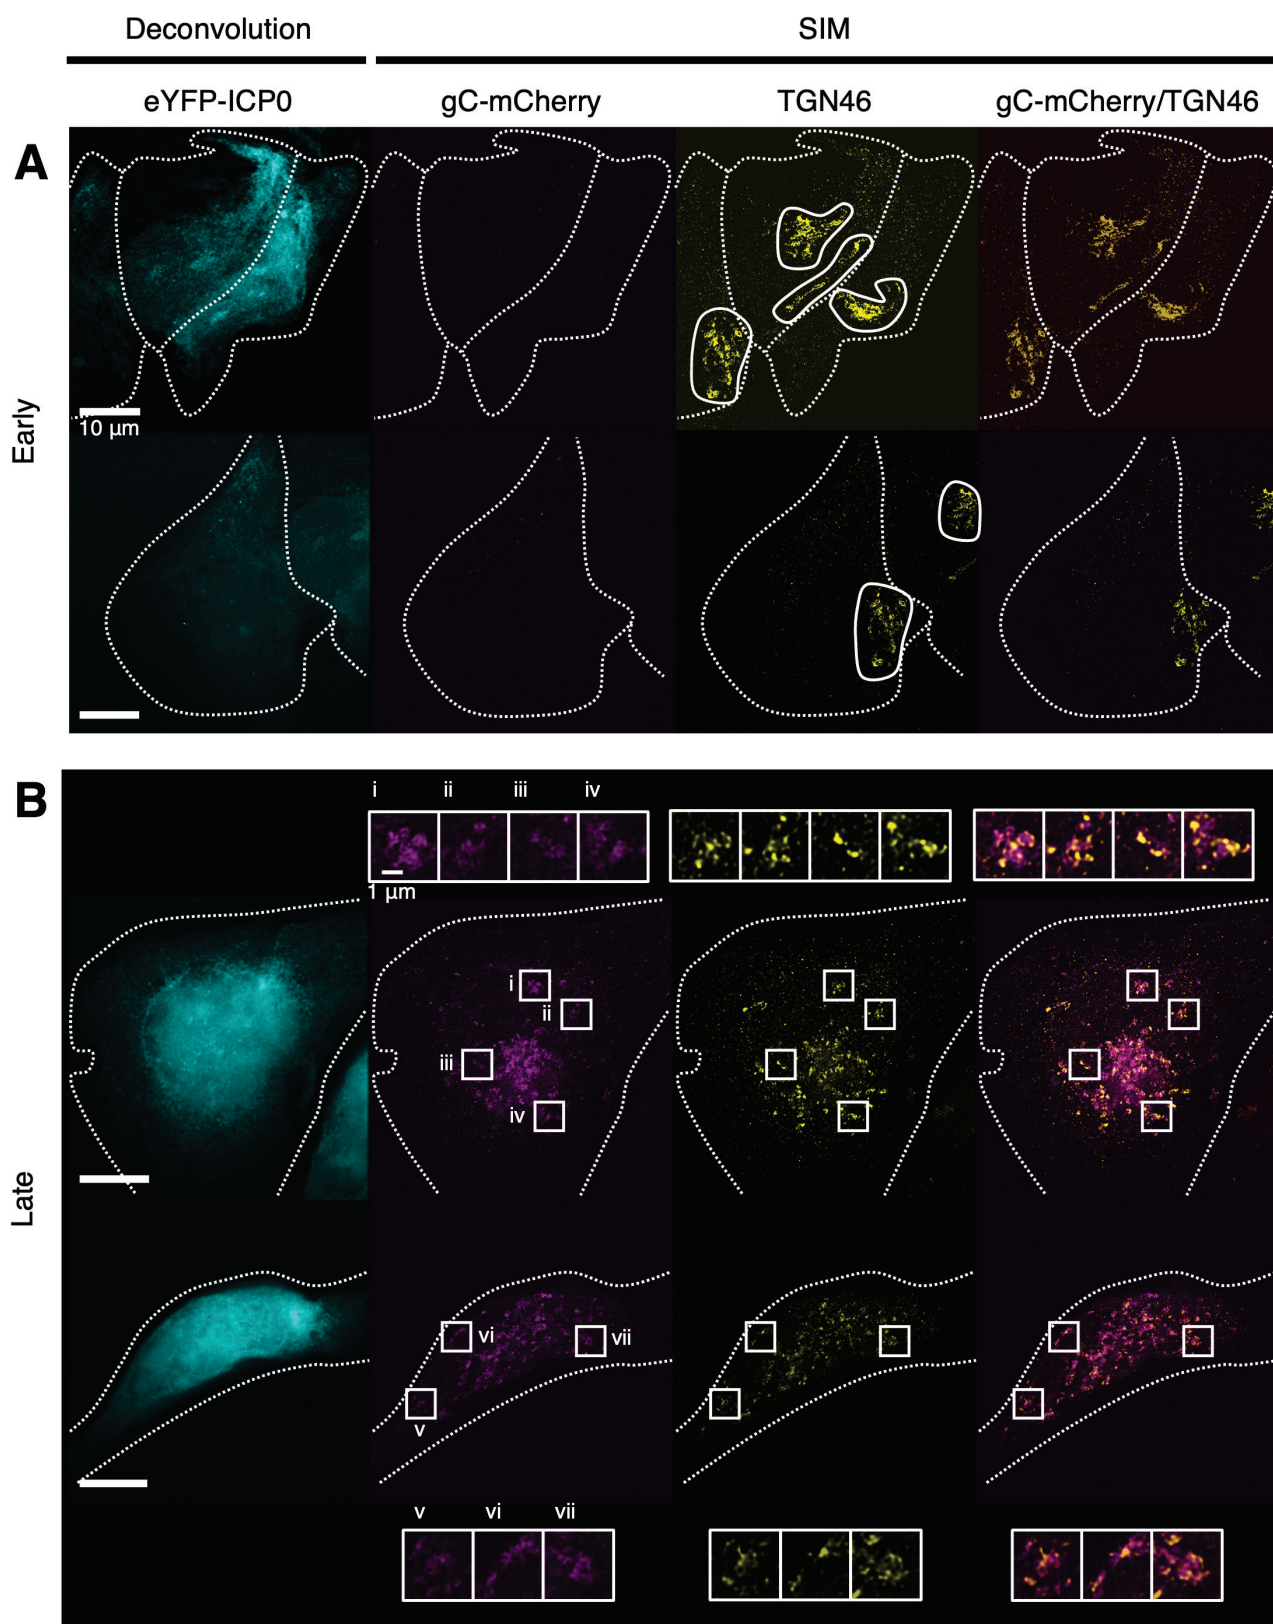 Deconvolution SIM
eYFP-ICP0 gC-mCherry TGN46 gC-mCherry/TGN46
A
Early
10 μm
B
i ii iii iv
1 μm
i
ii
iii
iv
Late
vi vii
v
v vi vii